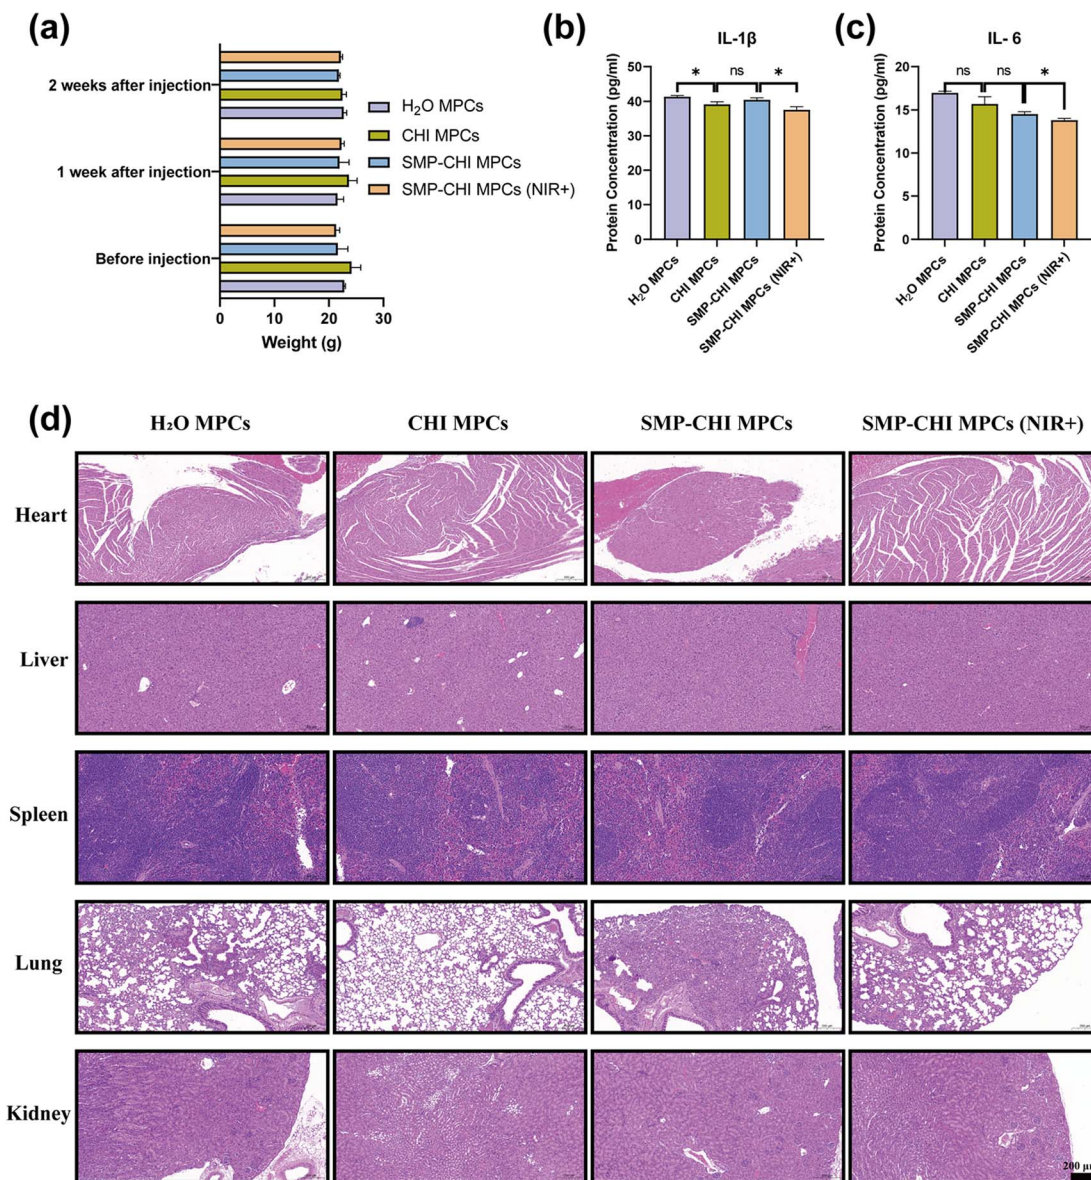 (a)
2 weeks after injection
1 week after injection
Before injection
0 10 20 30
Weight (g)
H₂O MPCs
CHI MPCs
SMP-CHI MPCs
SMP-CHI MPCs (NIR+)
(b)
IL-1β
Protein Concentration (pg/ml)
50
40
30
20
10
0
* ns *
H₂O MPCs
CHI MPCs
SMP-CHI MPCs
SMP-CHI MPCs (NIR+)
(c)
IL- 6
Protein Concentration (pg/ml)
20
15
10
5
0
ns ns *
H₂O MPCs
CHI MPCs
SMP-CHI MPCs
SMP-CHI MPCs (NIR+)
(d)
H₂O MPCs CHI MPCs SMP-CHI MPCs SMP-CHI MPCs (NIR+)
Heart
Liver
Spleen
Lung
Kidney
200 μm